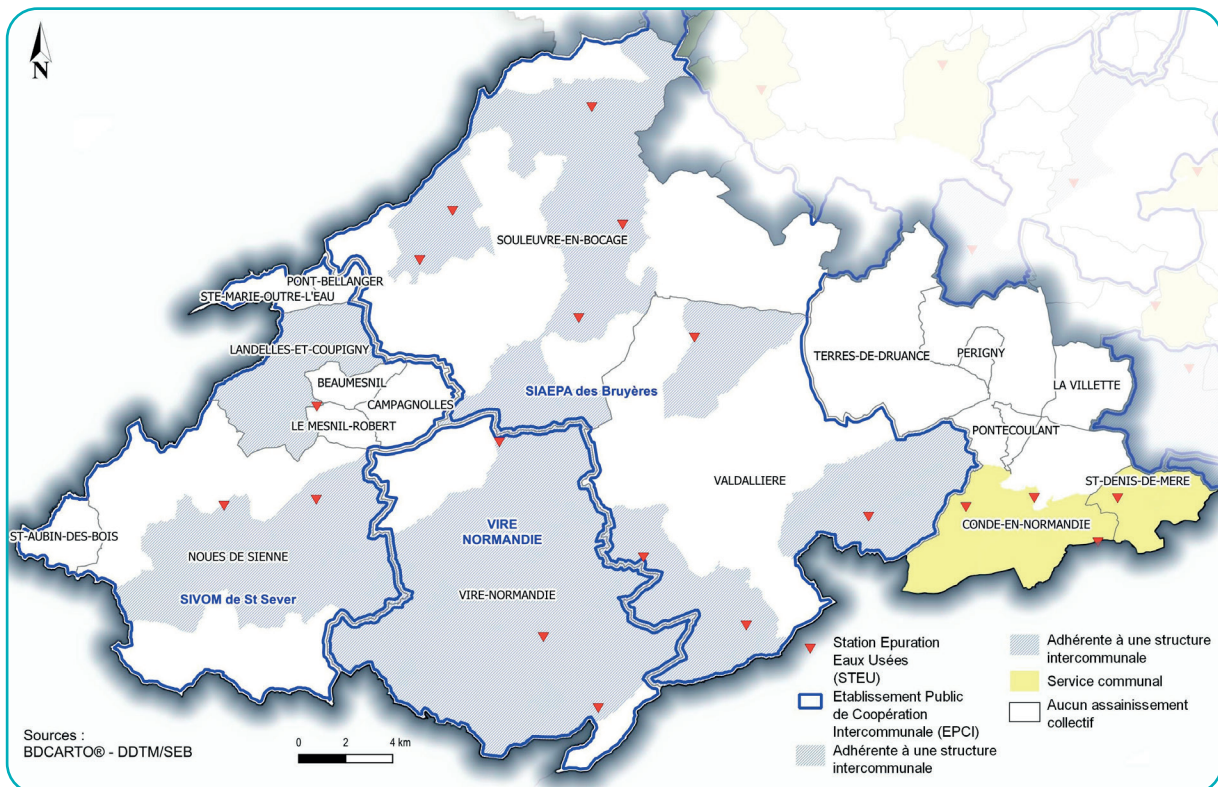 N
SOULEUVRE-EN-BOCAGE
PONT-BELLANGER
STE-MARIE-OUTRE-L'EAU
LANDELLES-ET-COUPIGNY
TERRES-DE-DRUANCE
PERIGNY
BEAUMESNIL
LA VILLETTE
SIAEPA des Bruyères
CAMPAGNOLLES
LE MESNIL-ROBERT
PONTECOULANT
VALDALLIERE
ST-DENIS-DE-MERE
VIRE
NORMANDIE
CONDE-EN-NORMANDIE
ST-AUBIN-DES-BOIS
NOUES DE SIENNE
VIRE-NORMANDIE
SIVOM de St Sever
Station Epuration
Eaux Usées
(STEU)
Etablissement Public
de Coopération
Intercommunale (EPCI)
Adhérente à une structure
intercommunale
Adhérente à une structure
intercommunale
Service communal
Aucun assainissement
collectif
Sources :
BDCARTO® - DDTM/SEB
0 2 4 km